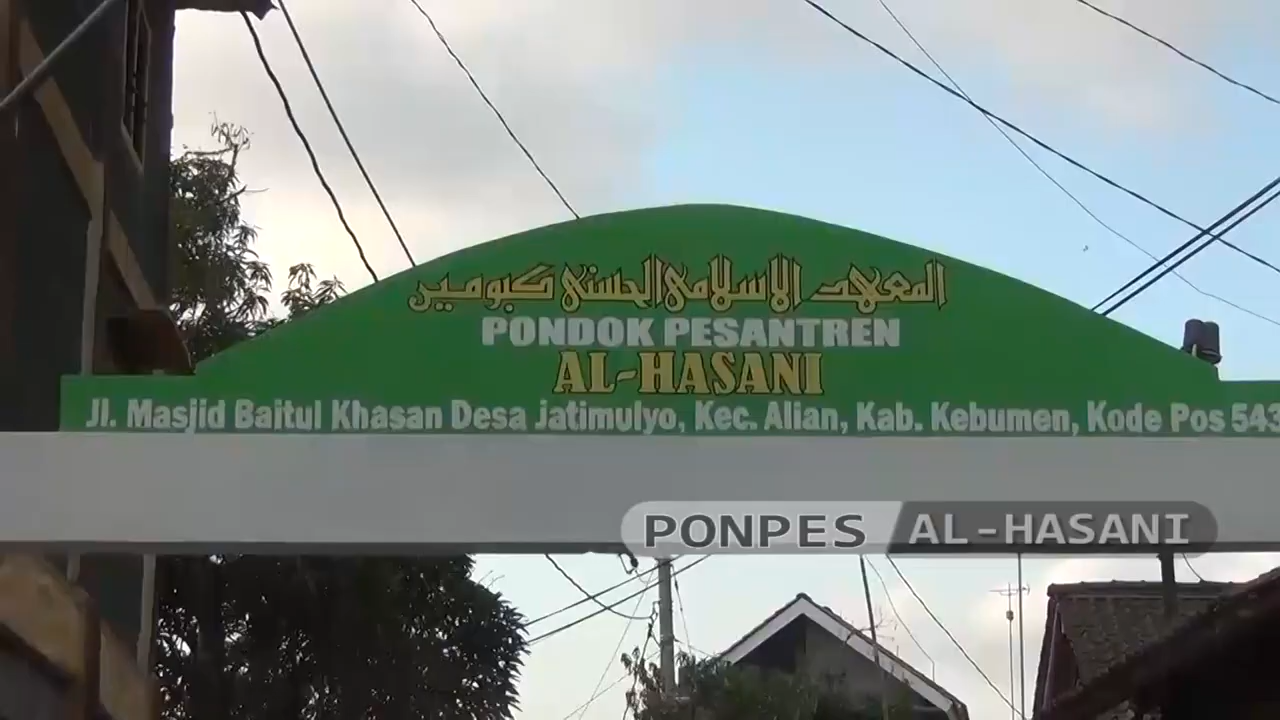 المعهد الاسلامي الحسني كبومين
PONDOK PESANTREN
AL-HASANI
Jl. Masjid Baitul Khasan Desa Jatimulyo, Kec. Alian, Kab. Kebumen, Kode Pos 543
PONPES AL-HASANI